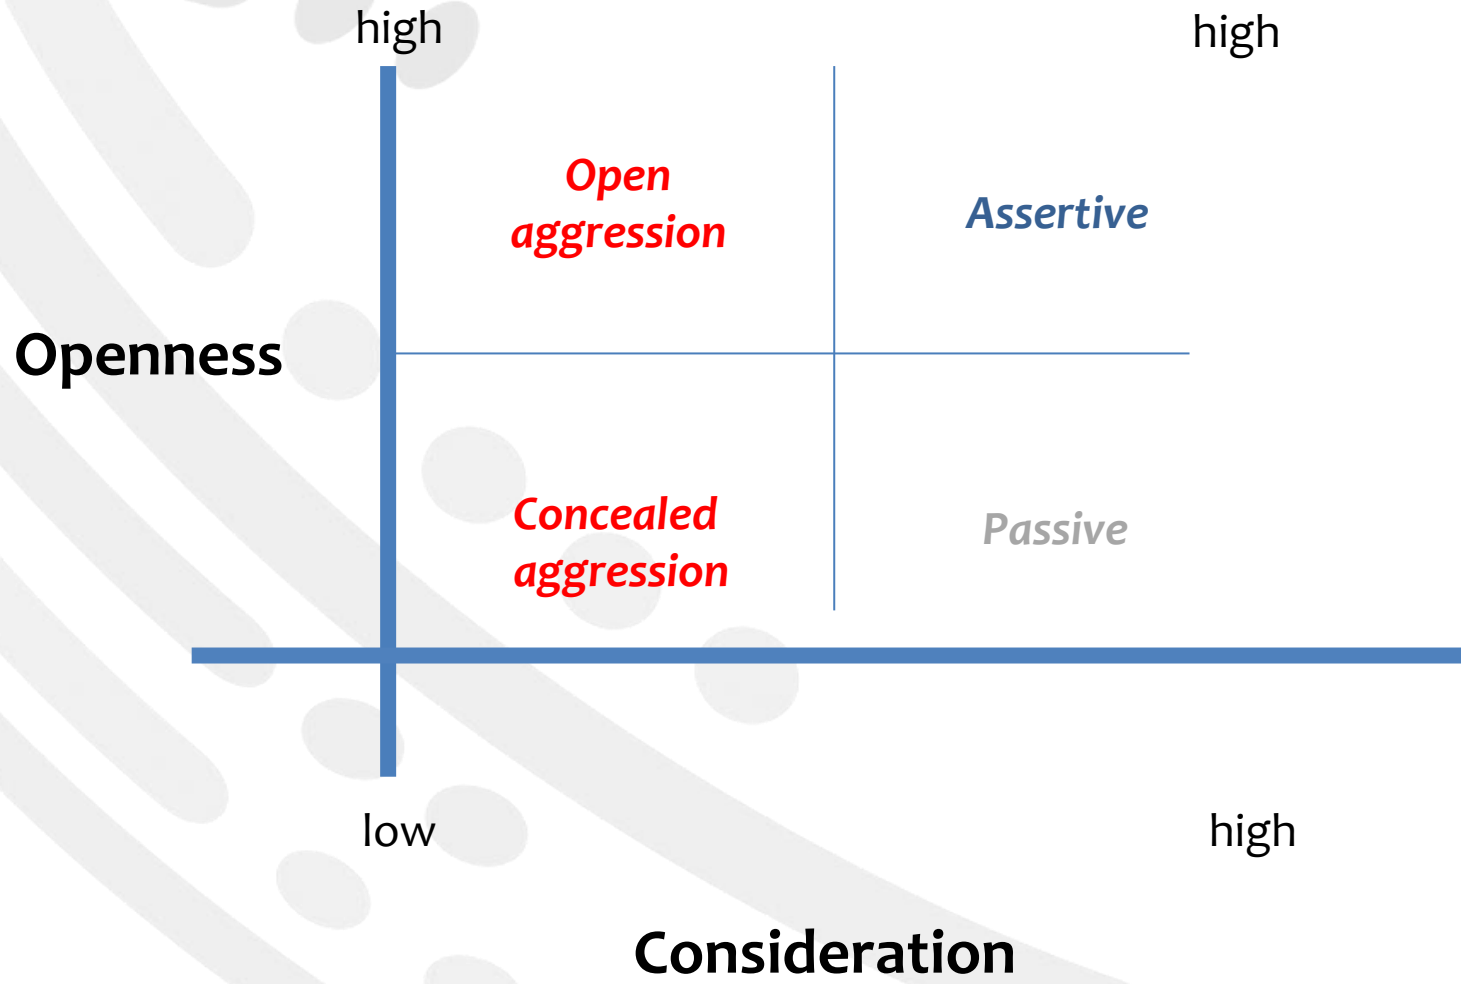 high
high
Open
aggression
Assertive
Openness
Concealed
aggression
Passive
low
high
Consideration